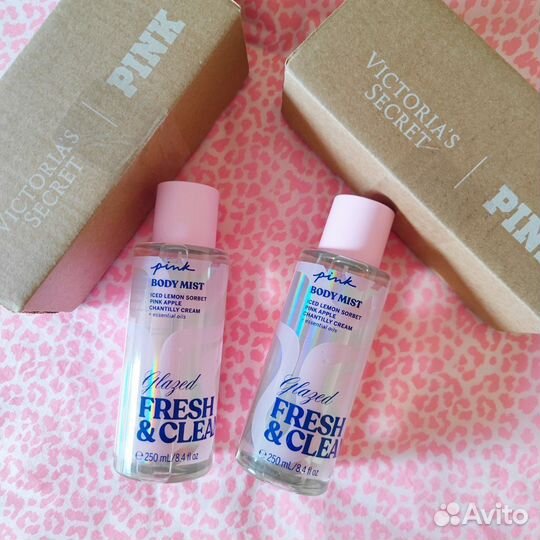 VICTORIA'S
SECRET
PINK
VICTORIA'S
SECRET
PINK
pink
BODY MIST
ICED LEMON SORBET
PINK APPLE
CHANTILLY CREAM
+ essential oils
Glazed
FRESH
& CLEA
e 250 mL/8.4 fl oz
pink
BODY MIST
ICED LEMON SORBET
PINK APPLE
CHANTILLY CREAM
+ essential oils
Glazed
FRESH
& CLEA
e 250 mL/8.4 fl oz
Avito